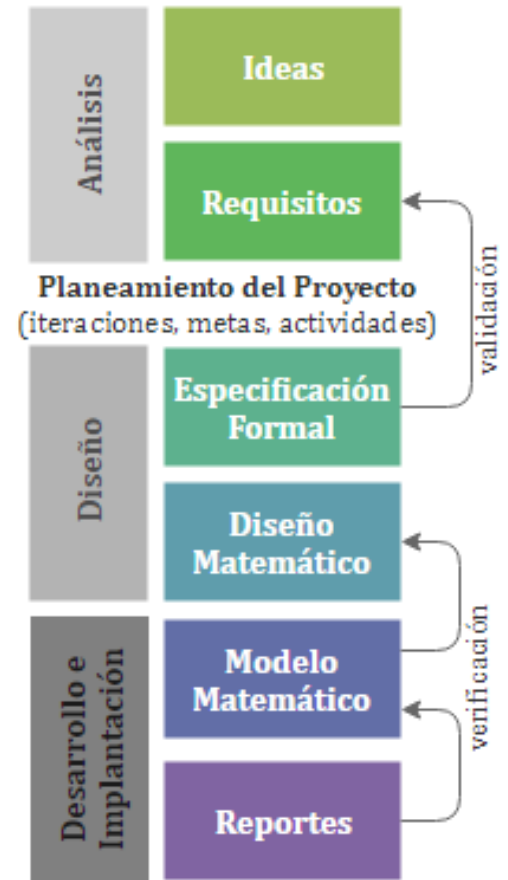 Análisis
Ideas
Requisitos
validación
Planeamiento del Proyecto
(iteraciones, metas, actividades)
Diseño
Especificación
Formal
Diseño
Matemático
verificación
Desarrollo e
Implantación
Modelo
Matemático
Reportes